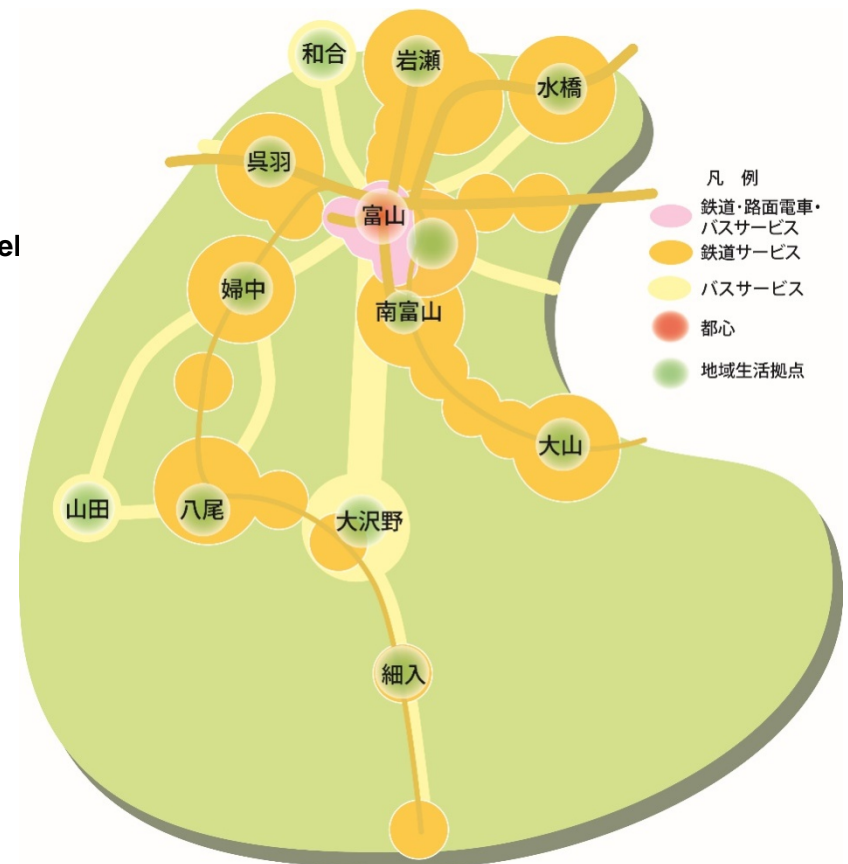 和合
岩瀬
水橋
呉羽
富山
el
婦中
南富山
大山
山田
八尾
大沢野
細入
凡 例
鉄道・路面電車・
バスサービス
鉄道サービス
バスサービス
都心
地域生活拠点